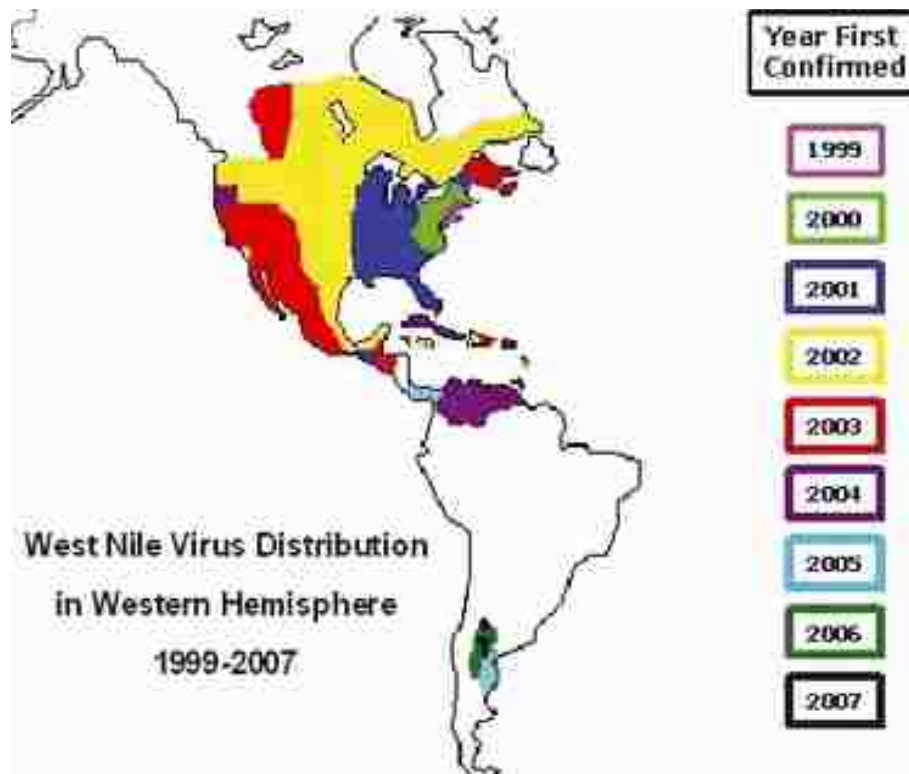 Year First
Confirmed
1999
2000
2001
2002
2003
2004
2005
2006
2007
West Nile Virus Distribution
in Western Hemisphere
1999-2007